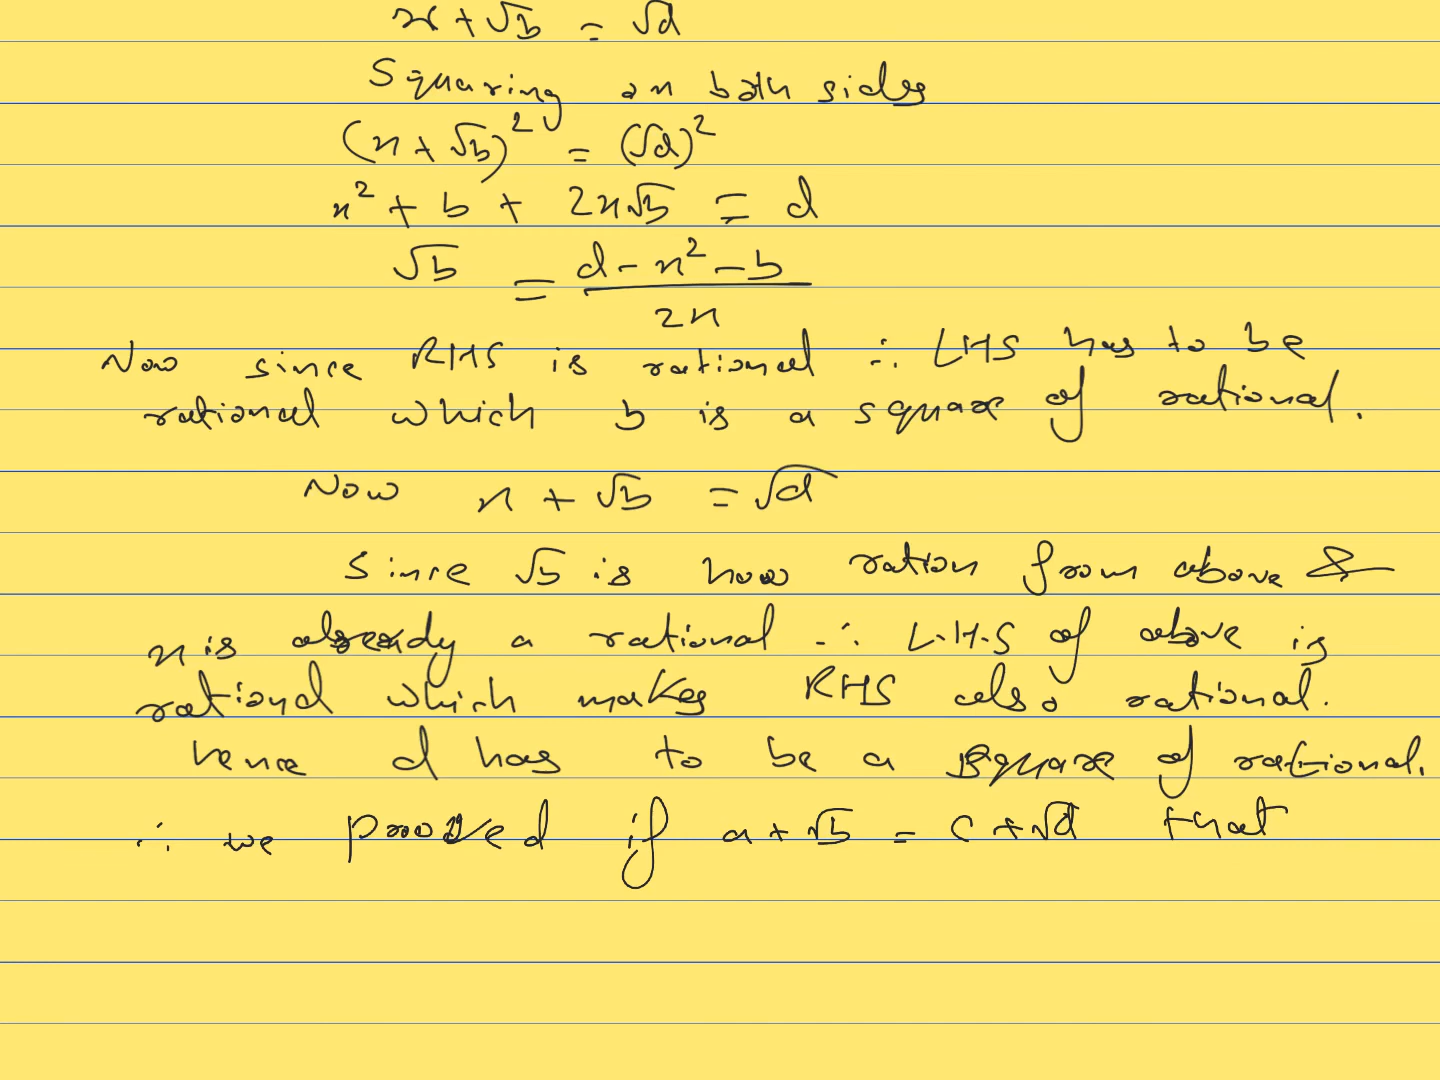 x + √b = √d
Squaring on both sides
(x + √b)² = (√d)²
x² + b + 2x√b = d
√b = (d - x² - b) / 2x
Now since RHS is rational ∴ LHS has to be
rational which b is a square of rational.
Now x + √b = √d
Since √b is now ration from above &
x is already a rational ∴ L.H.S of above is
rational which makes RHS also rational.
hence d has to be a square of rational.
∴ we prooved if a + √b = c + √d that